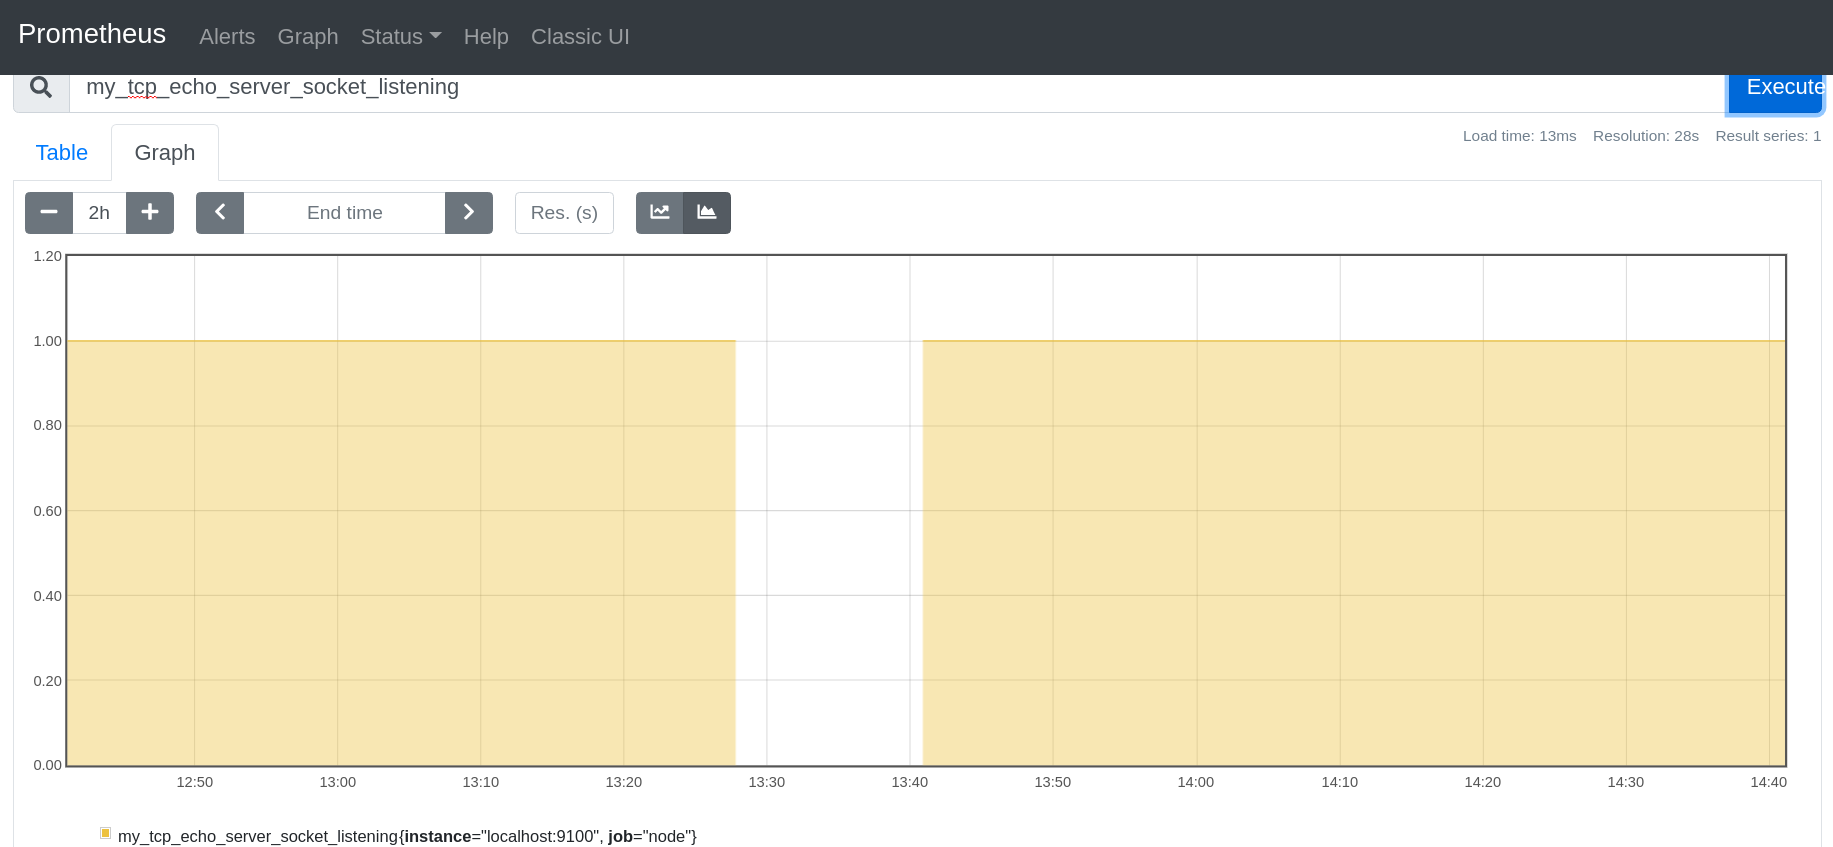 Prometheus Alerts Graph Status Help Classic UI
my_tcp_echo_server_socket_listening Execute
Load time: 13ms Resolution: 28s Result series: 1
Table Graph
2h End time Res. (s)
1.20
1.00
0.80
0.60
0.40
0.20
0.00
12:50 13:00 13:10 13:20 13:30 13:40 13:50 14:00 14:10 14:20 14:30 14:40
my_tcp_echo_server_socket_listening{instance="localhost:9100", job="node"}